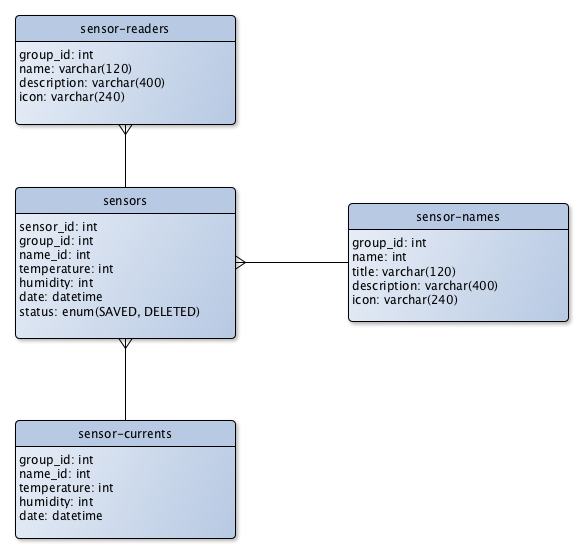 sensor-readers
group_id: int
name: varchar(120)
description: varchar(400)
icon: varchar(240)
sensors
sensor_id: int
group_id: int
name_id: int
temperature: int
humidity: int
date: datetime
status: enum(SAVED, DELETED)
sensor-names
group_id: int
name: int
title: varchar(120)
description: varchar(400)
icon: varchar(240)
sensor-currents
group_id: int
name_id: int
temperature: int
humidity: int
date: datetime